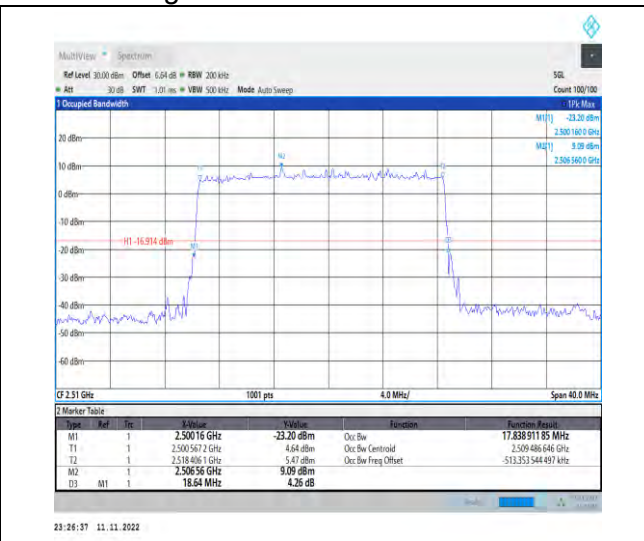 MultiView Spectrum
Ref Level 30.00 dBm Offset 6.64 dB RBW 200 kHz SGL
Att 30 dB SWT 1.01 ms VBW 500 kHz Mode Auto Sweep Count 100/100
1 Occupied Bandwidth 1Pk Max
M1[1] -23.20 dBm
2.500 160 0 GHz
M2[1] 9.09 dBm
2.506 560 0 GHz
20 dBm
M2
10 dBm
T1 T2
0 dBm
-10 dBm
H1 -16.914 dBm
M1 D3
-20 dBm
-30 dBm
-40 dBm
-50 dBm
-60 dBm
CF 2.51 GHz 1001 pts 4.0 MHz/ Span 40.0 MHz
2 Marker Table
Type Ref Trc X-Value Y-Value Function Function Result
M1 1 2.500 16 GHz -23.20 dBm Occ Bw 17.838 911 85 MHz
T1 1 2.500 567 2 GHz 4.64 dBm Occ Bw Centroid 2.509 486 646 GHz
T2 1 2.518 406 1 GHz 5.47 dBm Occ Bw Freq Offset -513.353 544 497 kHz
M2 1 2.506 56 GHz 9.09 dBm
D3 M1 1 18.64 MHz 4.26 dB
23:26:37 11.11.2022